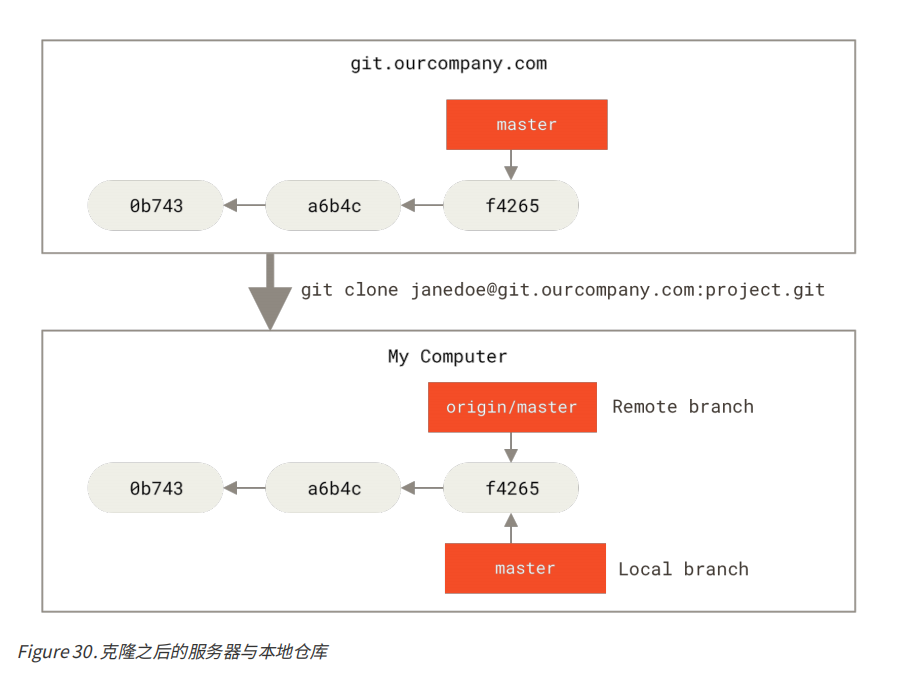 git.ourcompany.com
master
0b743
a6b4c
f4265
git clone janedoe@git.ourcompany.com:project.git
My Computer
origin/master
Remote branch
0b743
a6b4c
f4265
master
Local branch
Figure 30.克隆之后的服务器与本地仓库